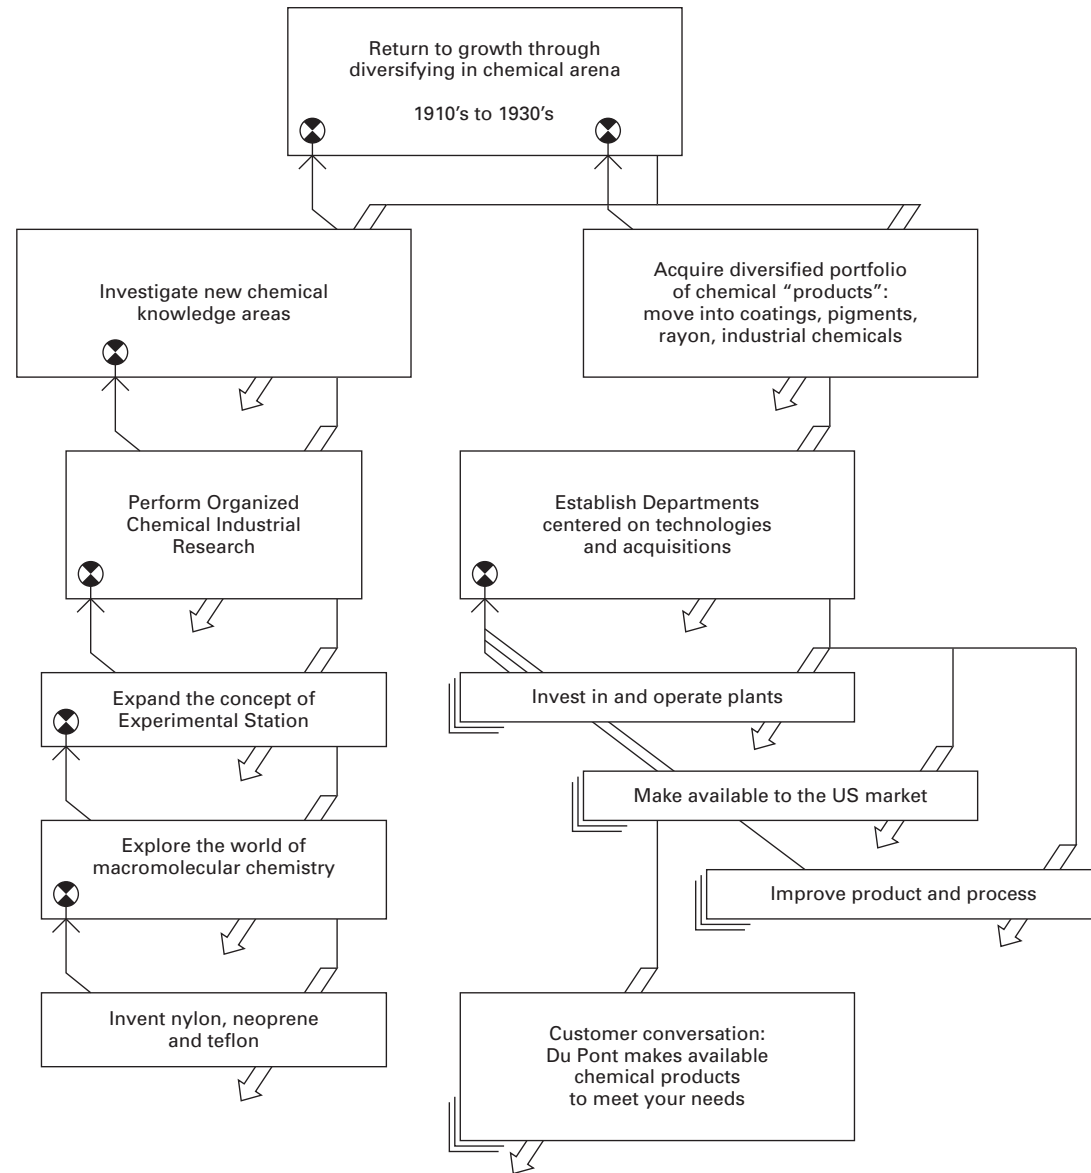 Return to growth through
diversifying in chemical arena
1910's to 1930's
Investigate new chemical
knowledge areas
Acquire diversified portfolio
of chemical “products”:
move into coatings, pigments,
rayon, industrial chemicals
Perform Organized
Chemical Industrial
Research
Establish Departments
centered on technologies
and acquisitions
Expand the concept of
Experimental Station
Invest in and operate plants
Make available to the US market
Explore the world of
macromolecular chemistry
Improve product and process
Invent nylon, neoprene
and teflon
Customer conversation:
Du Pont makes available
chemical products
to meet your needs